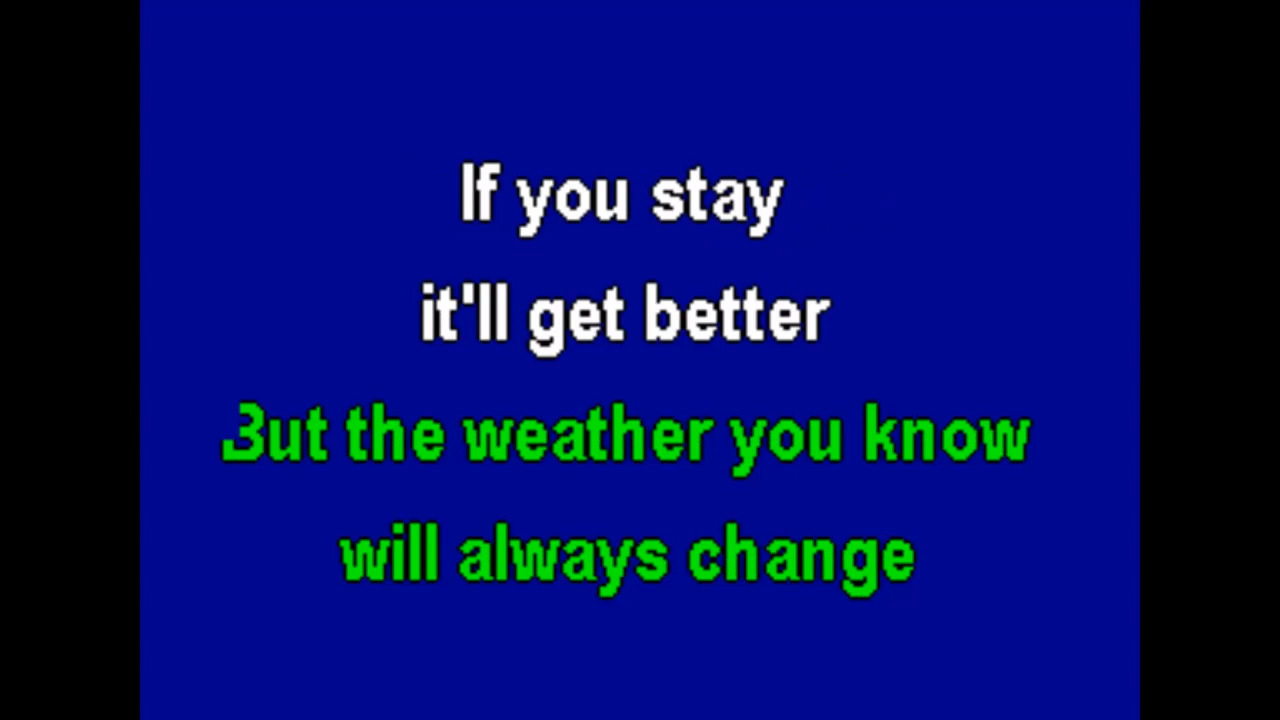 If you stay
it'll get better
But the weather you know
will always change